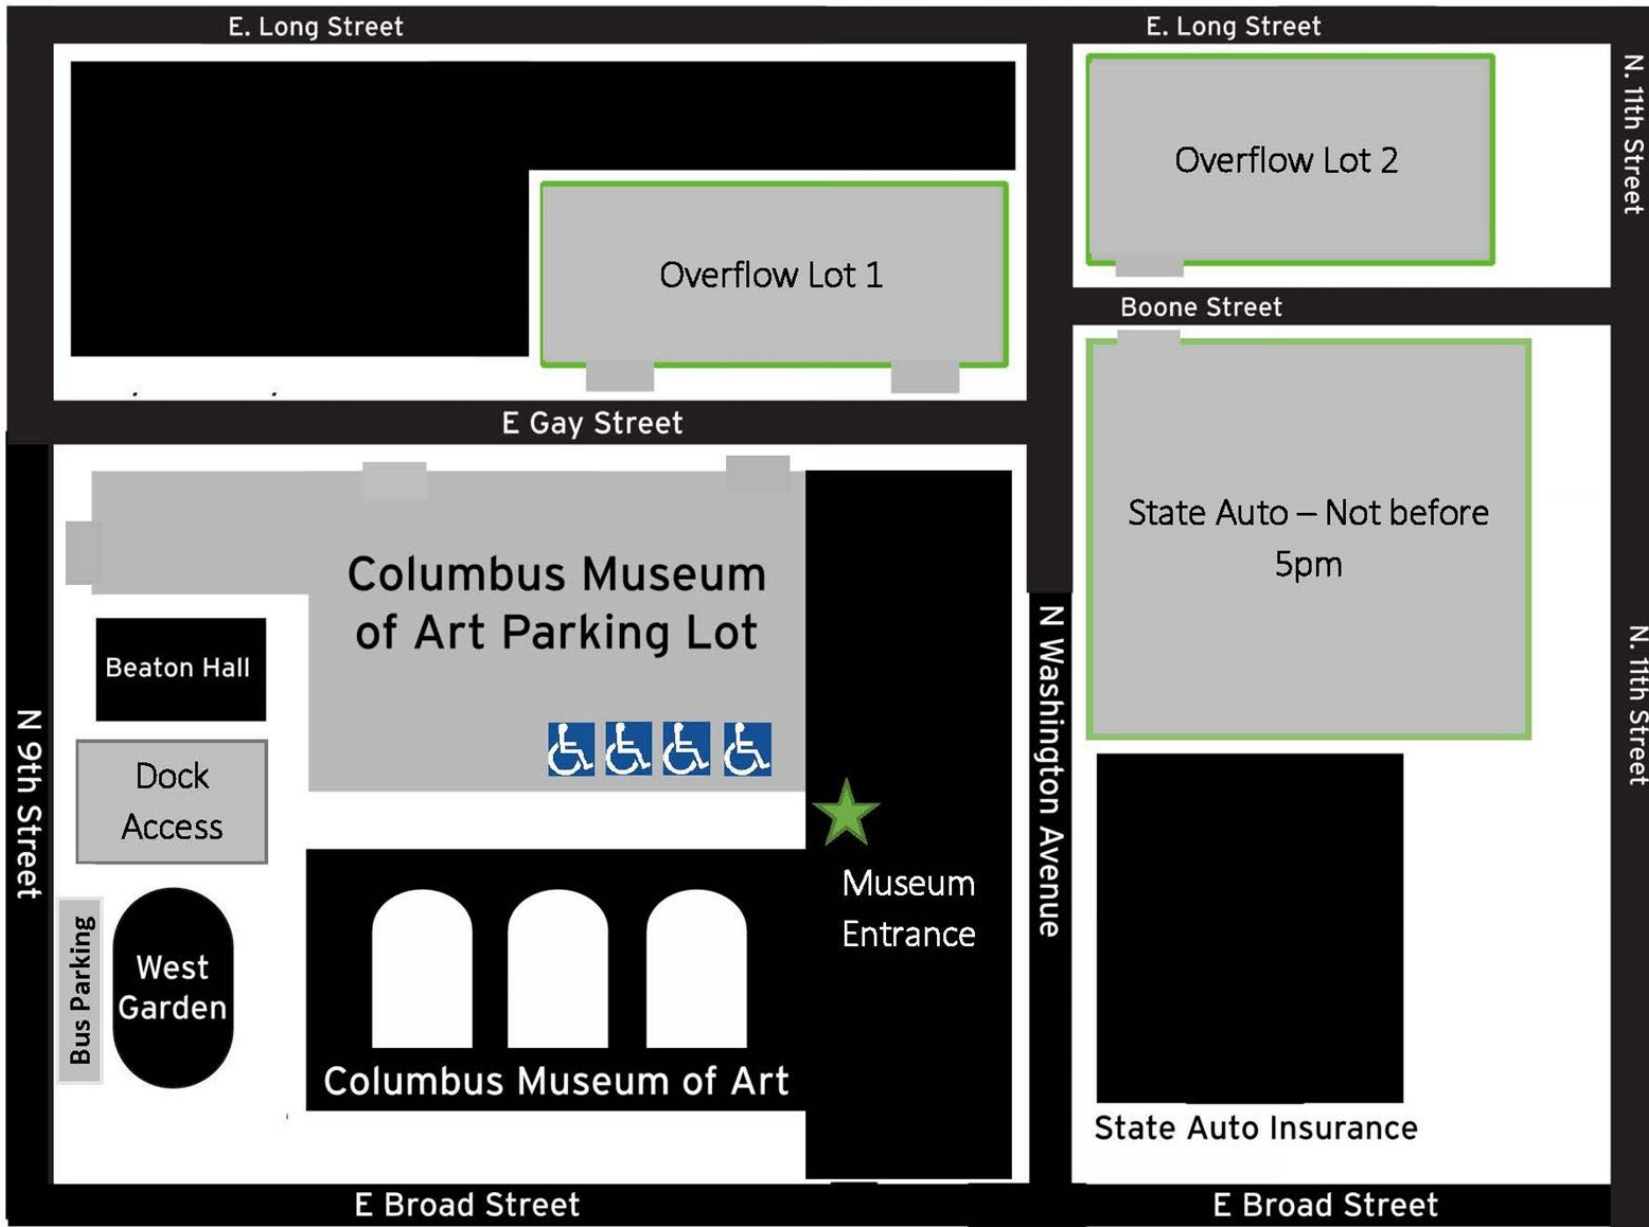 E. Long Street
E. Long Street
N. 11th Street
Overflow Lot 2
Overflow Lot 1
Boone Street
E Gay Street
State Auto – Not before
5pm
Columbus Museum
of Art Parking Lot
Beaton Hall
N Washington Avenue
N. 11th Street
N 9th Street
Dock
Access
Museum
Entrance
Bus Parking
West
Garden
Columbus Museum of Art
State Auto Insurance
E Broad Street
E Broad Street